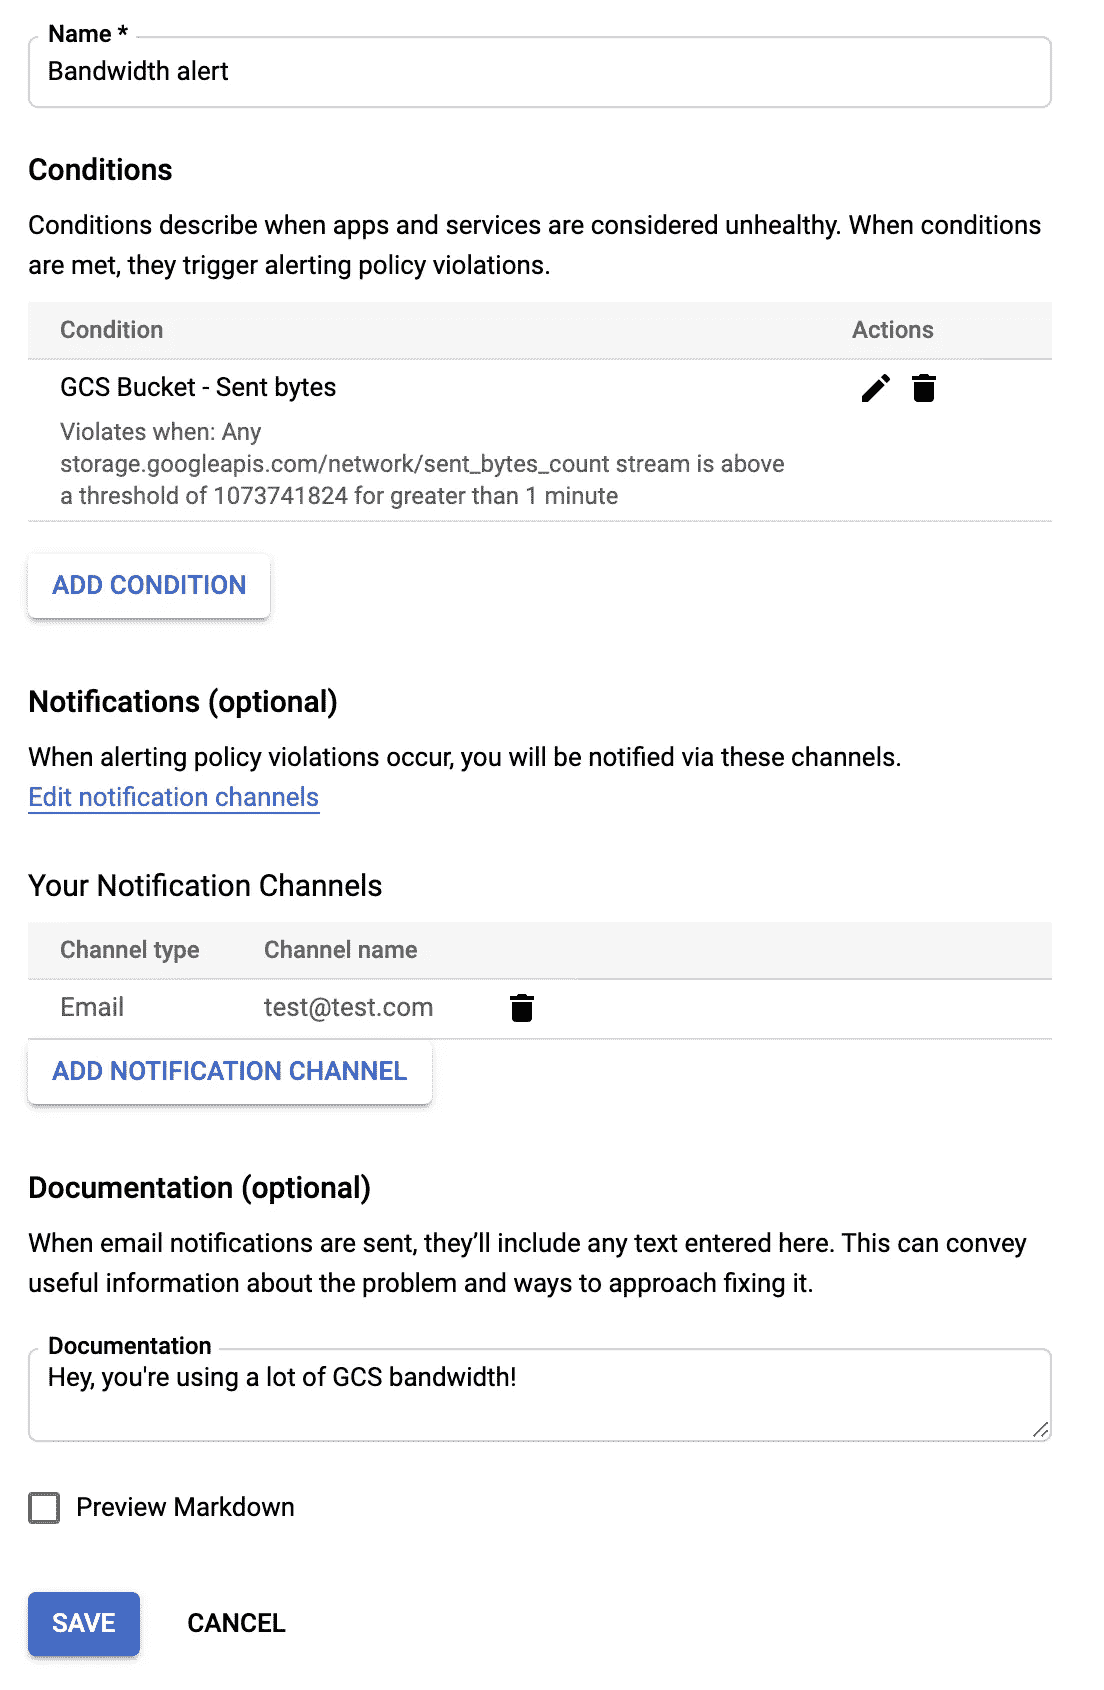 Name *
Bandwidth alert
Conditions
Conditions describe when apps and services are considered unhealthy. When conditions
are met, they trigger alerting policy violations.
Condition Actions
GCS Bucket - Sent bytes
Violates when: Any
storage.googleapis.com/network/sent_bytes_count stream is above
a threshold of 1073741824 for greater than 1 minute
ADD CONDITION
Notifications (optional)
When alerting policy violations occur, you will be notified via these channels.
Edit notification channels
Your Notification Channels
Channel type Channel name
Email test@test.com
ADD NOTIFICATION CHANNEL
Documentation (optional)
When email notifications are sent, they’ll include any text entered here. This can convey
useful information about the problem and ways to approach fixing it.
Documentation
Hey, you're using a lot of GCS bandwidth!
Preview Markdown
SAVE CANCEL